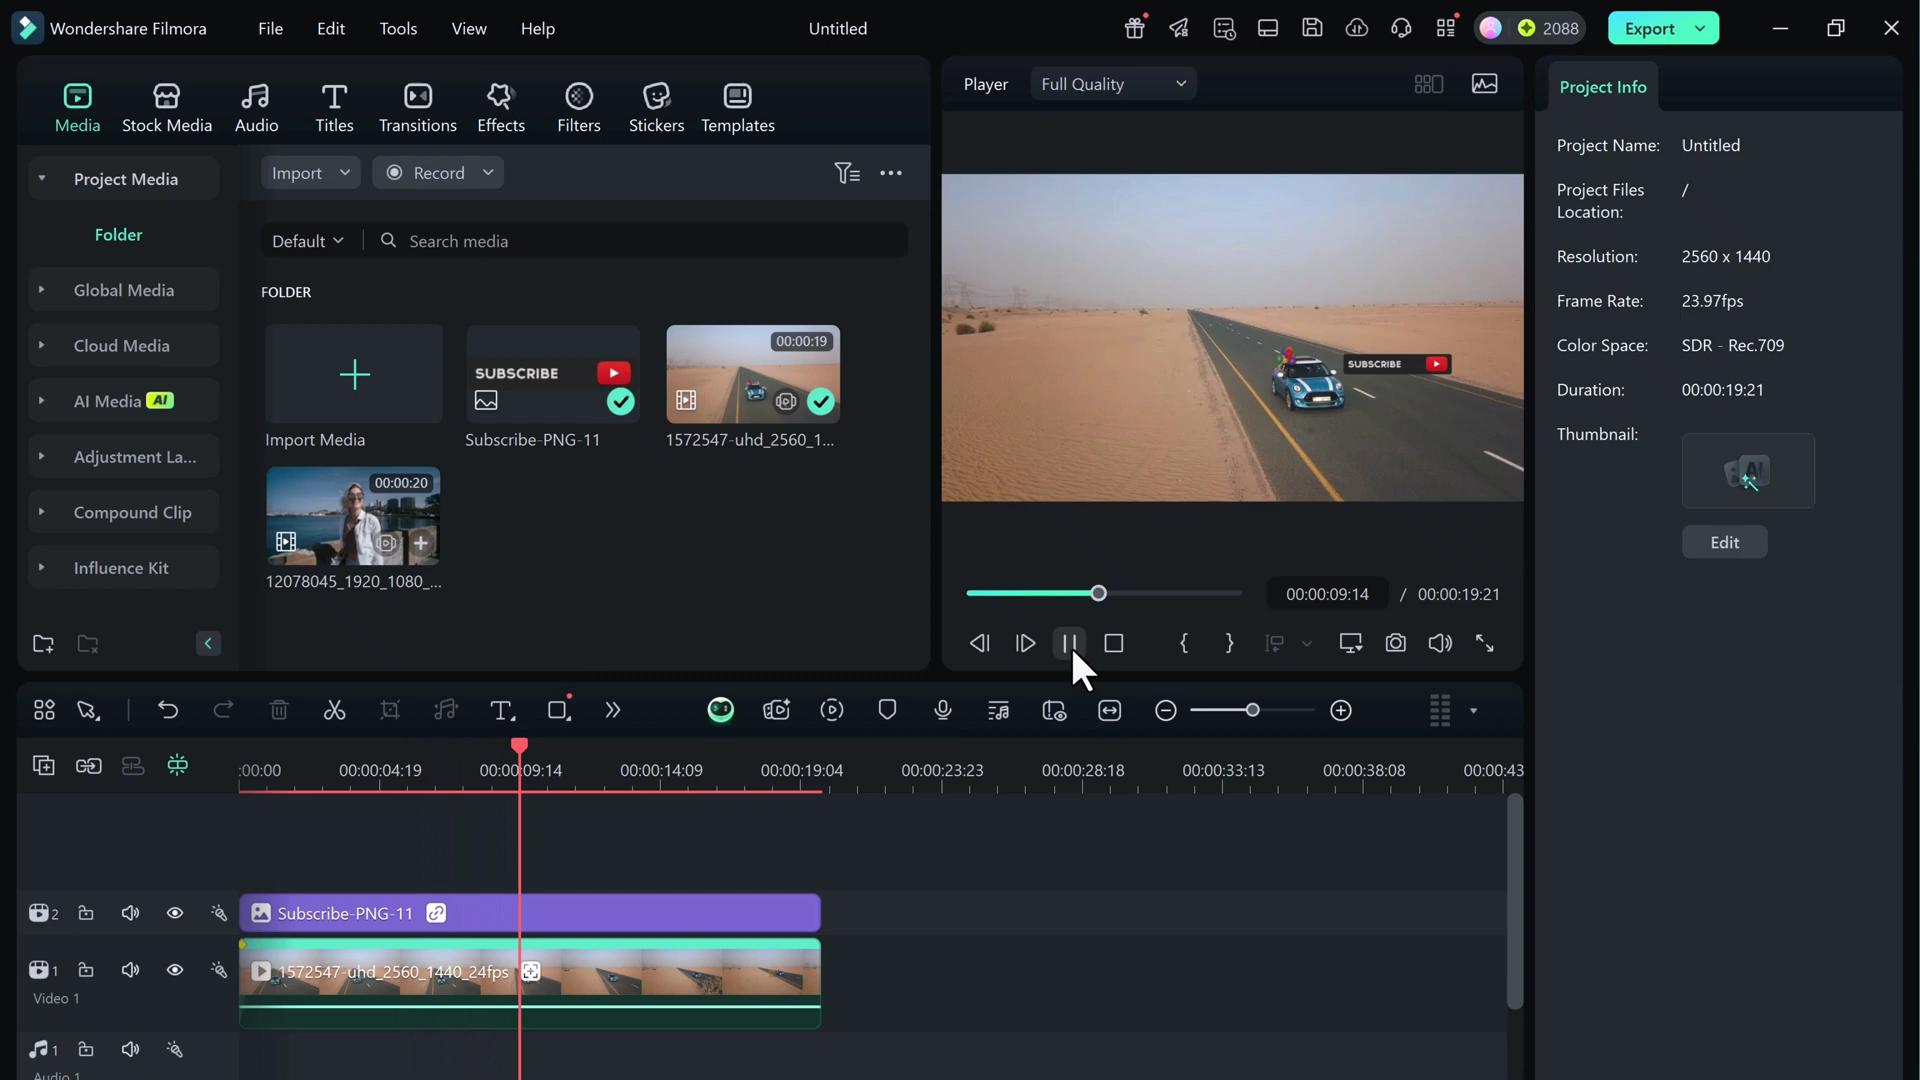 Wondershare Filmora
File
Edit
Tools
View
Help
Untitled
2088
Export
Media
Stock Media
Audio
Titles
Transitions
Effects
Filters
Stickers
Templates
Player
Full Quality
Project Info
Project Media
Folder
Global Media
Cloud Media
AI Media AI
Adjustment La...
Compound Clip
Influence Kit
Import
Record
Default
Search media
FOLDER
Import Media
SUBSCRIBE
Subscribe-PNG-11
00:00:19
1572547-uhd_2560_1...
00:00:20
12078045_1920_1080_...
SUBSCRIBE
00:00:09:14 / 00:00:19:21
Project Name: Untitled
Project Files Location: /
Resolution: 2560 x 1440
Frame Rate: 23.97fps
Color Space: SDR - Rec.709
Duration: 00:00:19:21
Thumbnail:
AI
Edit
:00:00
00:00:04:19
00:00:09:14
00:00:14:09
00:00:19:04
00:00:23:23
00:00:28:18
00:00:33:13
00:00:38:08
00:00:43
2
Subscribe-PNG-11
1
1572547-uhd_2560_1440_24fps
Video 1
1
Audio 1